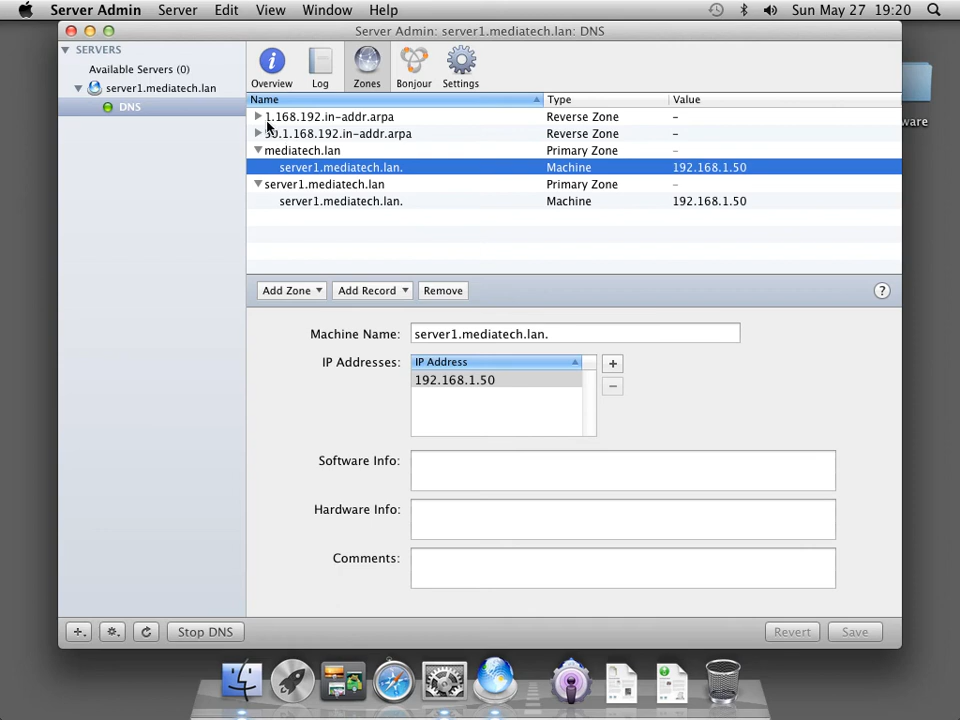 Server Admin Server Edit View Window Help Sun May 27 19:20
Server Admin: server1.mediatech.lan: DNS
SERVERS
Available Servers (0)
server1.mediatech.lan
DNS
Overview Log Zones Bonjour Settings
Name Type Value
1.168.192.in-addr.arpa Reverse Zone –
50.1.168.192.in-addr.arpa Reverse Zone –
mediatech.lan Primary Zone –
server1.mediatech.lan. Machine 192.168.1.50
server1.mediatech.lan Primary Zone –
server1.mediatech.lan. Machine 192.168.1.50
ware
Add Zone Add Record Remove ?
Machine Name: server1.mediatech.lan.
IP Addresses: IP Address
192.168.1.50
Software Info:
Hardware Info:
Comments:
Stop DNS Revert Save